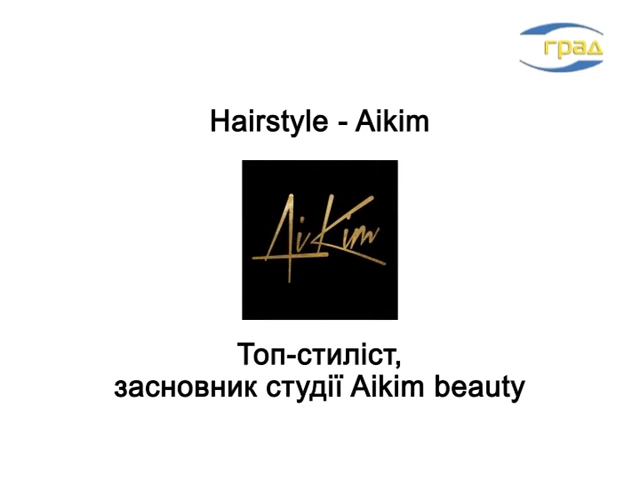 град
Hairstyle - Aikim
AiKim
Топ-стиліст,
засновник студії Aikim beauty